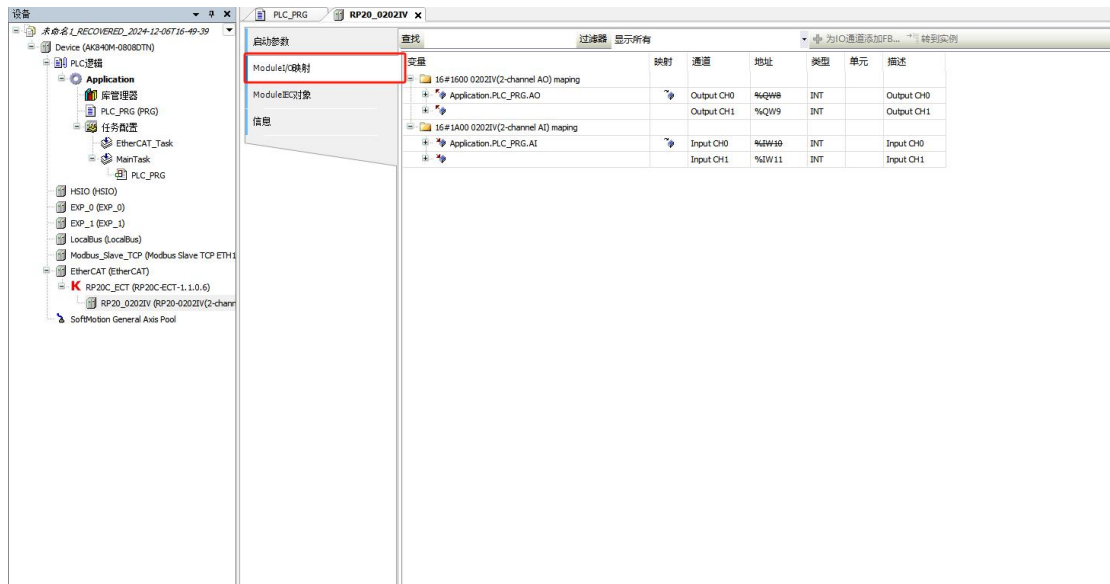 设备
PLC_PRG
RP20_0202IV
未命名1_RECOVERED_2024-12-06T16-49-39
Device (AK840M-0808DTN)
PLC逻辑
Application
库管理器
PLC_PRG (PRG)
任务配置
EtherCAT_Task
MainTask
PLC_PRG
HSIO (HSIO)
EXP_0 (EXP_0)
EXP_1 (EXP_1)
LocalBus (LocalBus)
Modbus_Slave_TCP (Modbus Slave TCP ETH1
EtherCAT (EtherCAT)
RP20C_ECT (RP20C-ECT-1.1.0.6)
RP20_0202IV (RP20-0202IV(2-chann
SoftMotion General Axis Pool
启动参数
ModuleI/O映射
ModuleIEC对象
信息
查找 过滤器 显示所有 为IO通道添加FB... 转到实例
变量 映射 通道 地址 类型 单元 描述
16#1600 0202IV(2-channel AO) maping
Application.PLC_PRG.AO Output CH0 %QW8 INT Output CH0
Output CH1 %QW9 INT Output CH1
16#1A00 0202IV(2-channel AI) maping
Application.PLC_PRG.AI Input CH0 %IW10 INT Input CH0
Input CH1 %IW11 INT Input CH1